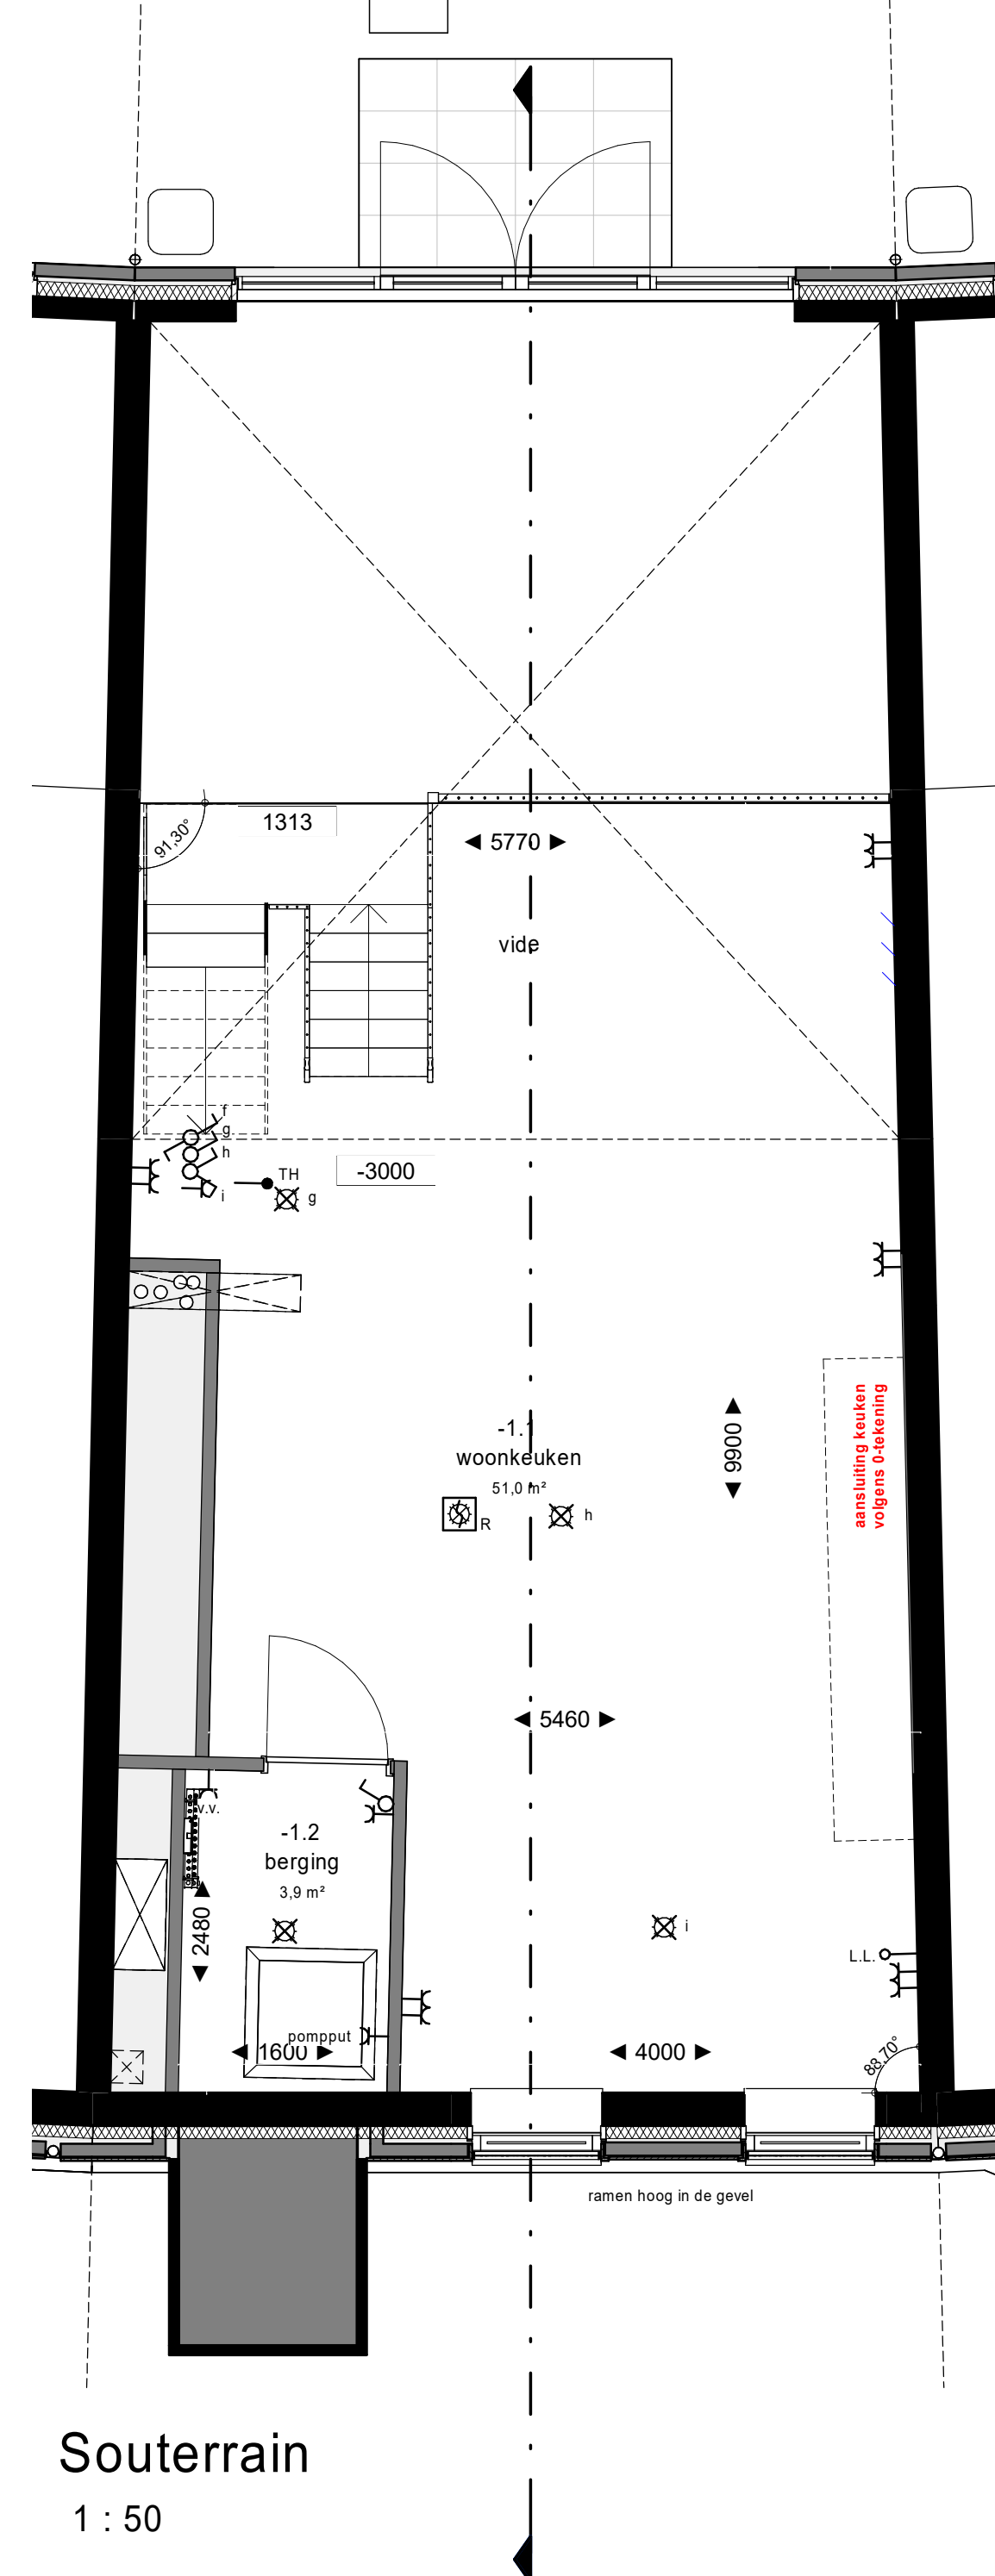 1313
91,30°
5770
vide
f
g
h
i
TH
g
-3000
aansluiting keuken
volgens 0-tekening
9900
-1.1
woonkeuken
51,0 m²
R
h
5460
v.v.
-1.2
berging
3,9 m²
2480
i
L.L.
pompput
1600
4000
88,70°
ramen hoog in de gevel
Souterrain
1 : 50